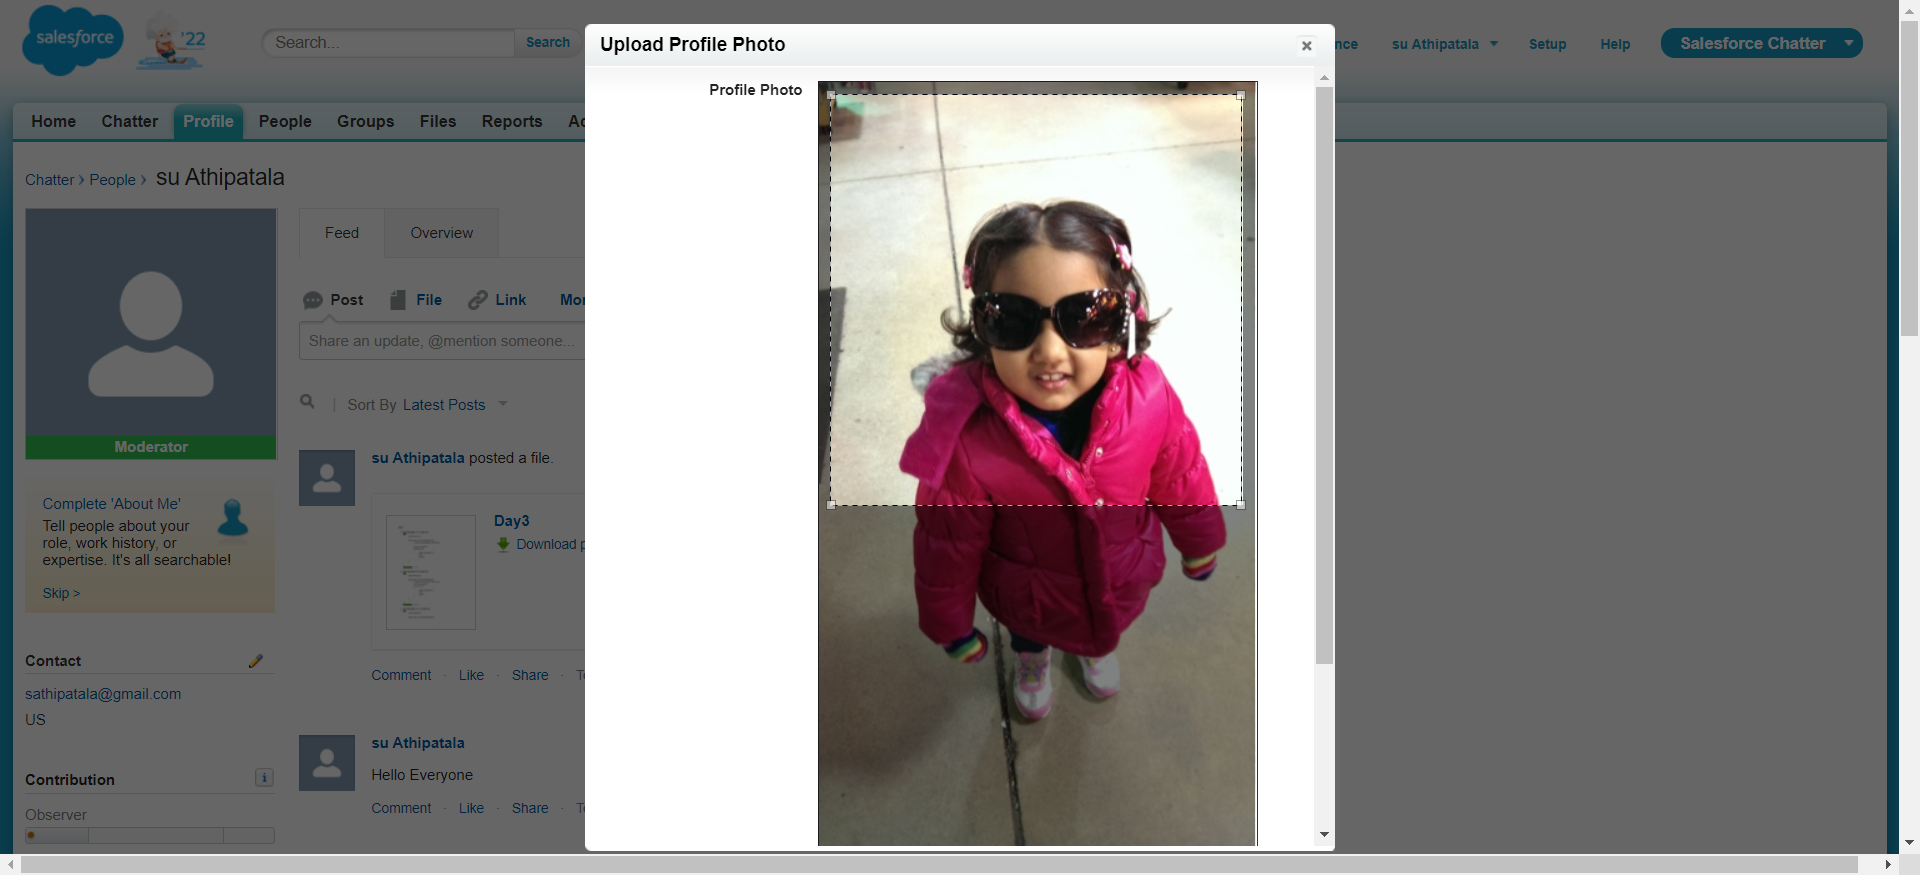 salesforce
'22
Search...
Search
nce
su Athipatala
Setup
Help
Salesforce Chatter
Home
Chatter
Profile
People
Groups
Files
Reports
Ac
Chatter › People › su Athipatala
Moderator
Complete 'About Me'
Tell people about your
role, work history, or
expertise. It's all searchable!
Skip >
Contact
sathipatala@gmail.com
US
Contribution
Observer
Feed
Overview
Post
File
Link
Mor
Share an update, @mention someone...
Sort By Latest Posts
su Athipatala posted a file.
Day3
Download p
Comment · Like · Share · T
su Athipatala
Hello Everyone
Comment · Like · Share · T
Upload Profile Photo
Profile Photo